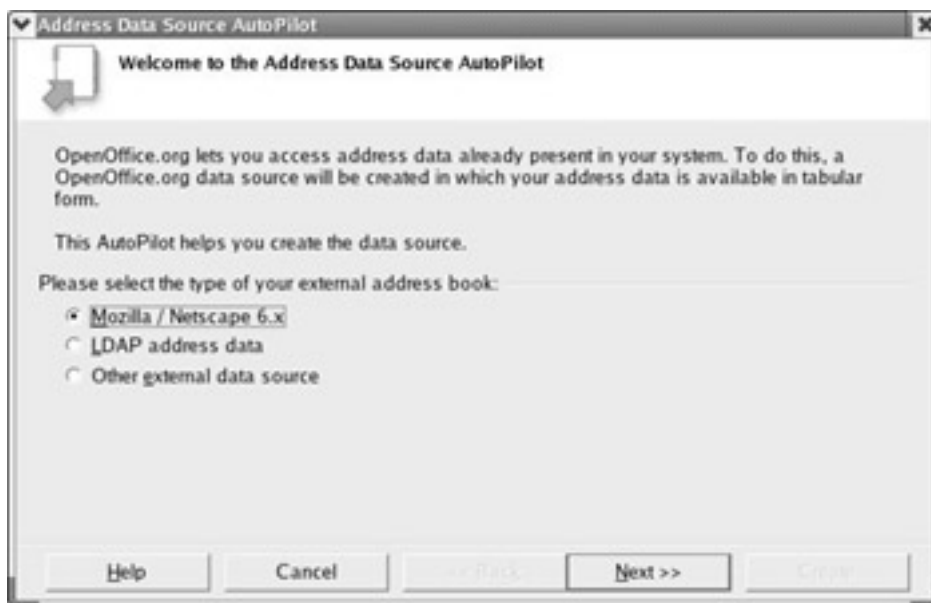 Address Data Source AutoPilot
Welcome to the Address Data Source AutoPilot
OpenOffice.org lets you access address data already present in your system. To do this, a
OpenOffice.org data source will be created in which your address data is available in tabular
form.
This AutoPilot helps you create the data source.
Please select the type of your external address book:
Mozilla / Netscape 6.x
LDAP address data
Other external data source
Help Cancel << Back Next >> Create